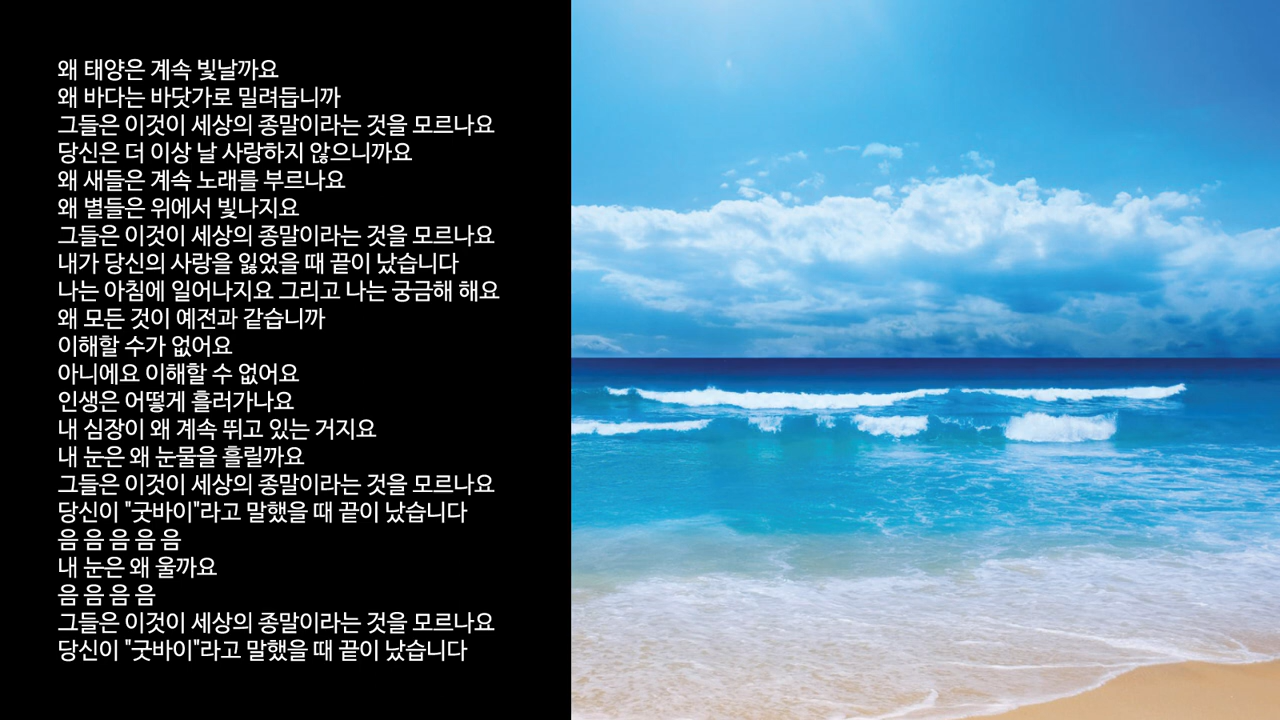 왜 태양은 계속 빛날까요
왜 바다는 바닷가로 밀려듭니까
그들은 이것이 세상의 종말이라는 것을 모르나요
당신은 더 이상 날 사랑하지 않으니까요
왜 새들은 계속 노래를 부르나요
왜 별들은 위에서 빛나지요
그들은 이것이 세상의 종말이라는 것을 모르나요
내가 당신의 사랑을 잃었을 때 끝이 났습니다
나는 아침에 일어나지요 그리고 나는 궁금해 해요
왜 모든 것이 예전과 같습니까
이해할 수가 없어요
아니에요 이해할 수 없어요
인생은 어떻게 흘러가나요
내 심장이 왜 계속 뛰고 있는 거지요
내 눈은 왜 눈물을 흘릴까요
그들은 이것이 세상의 종말이라는 것을 모르나요
당신이 "굿바이"라고 말했을 때 끝이 났습니다
음 음 음 음 음
내 눈은 왜 울까요
음 음 음 음
그들은 이것이 세상의 종말이라는 것을 모르나요
당신이 "굿바이"라고 말했을 때 끝이 났습니다